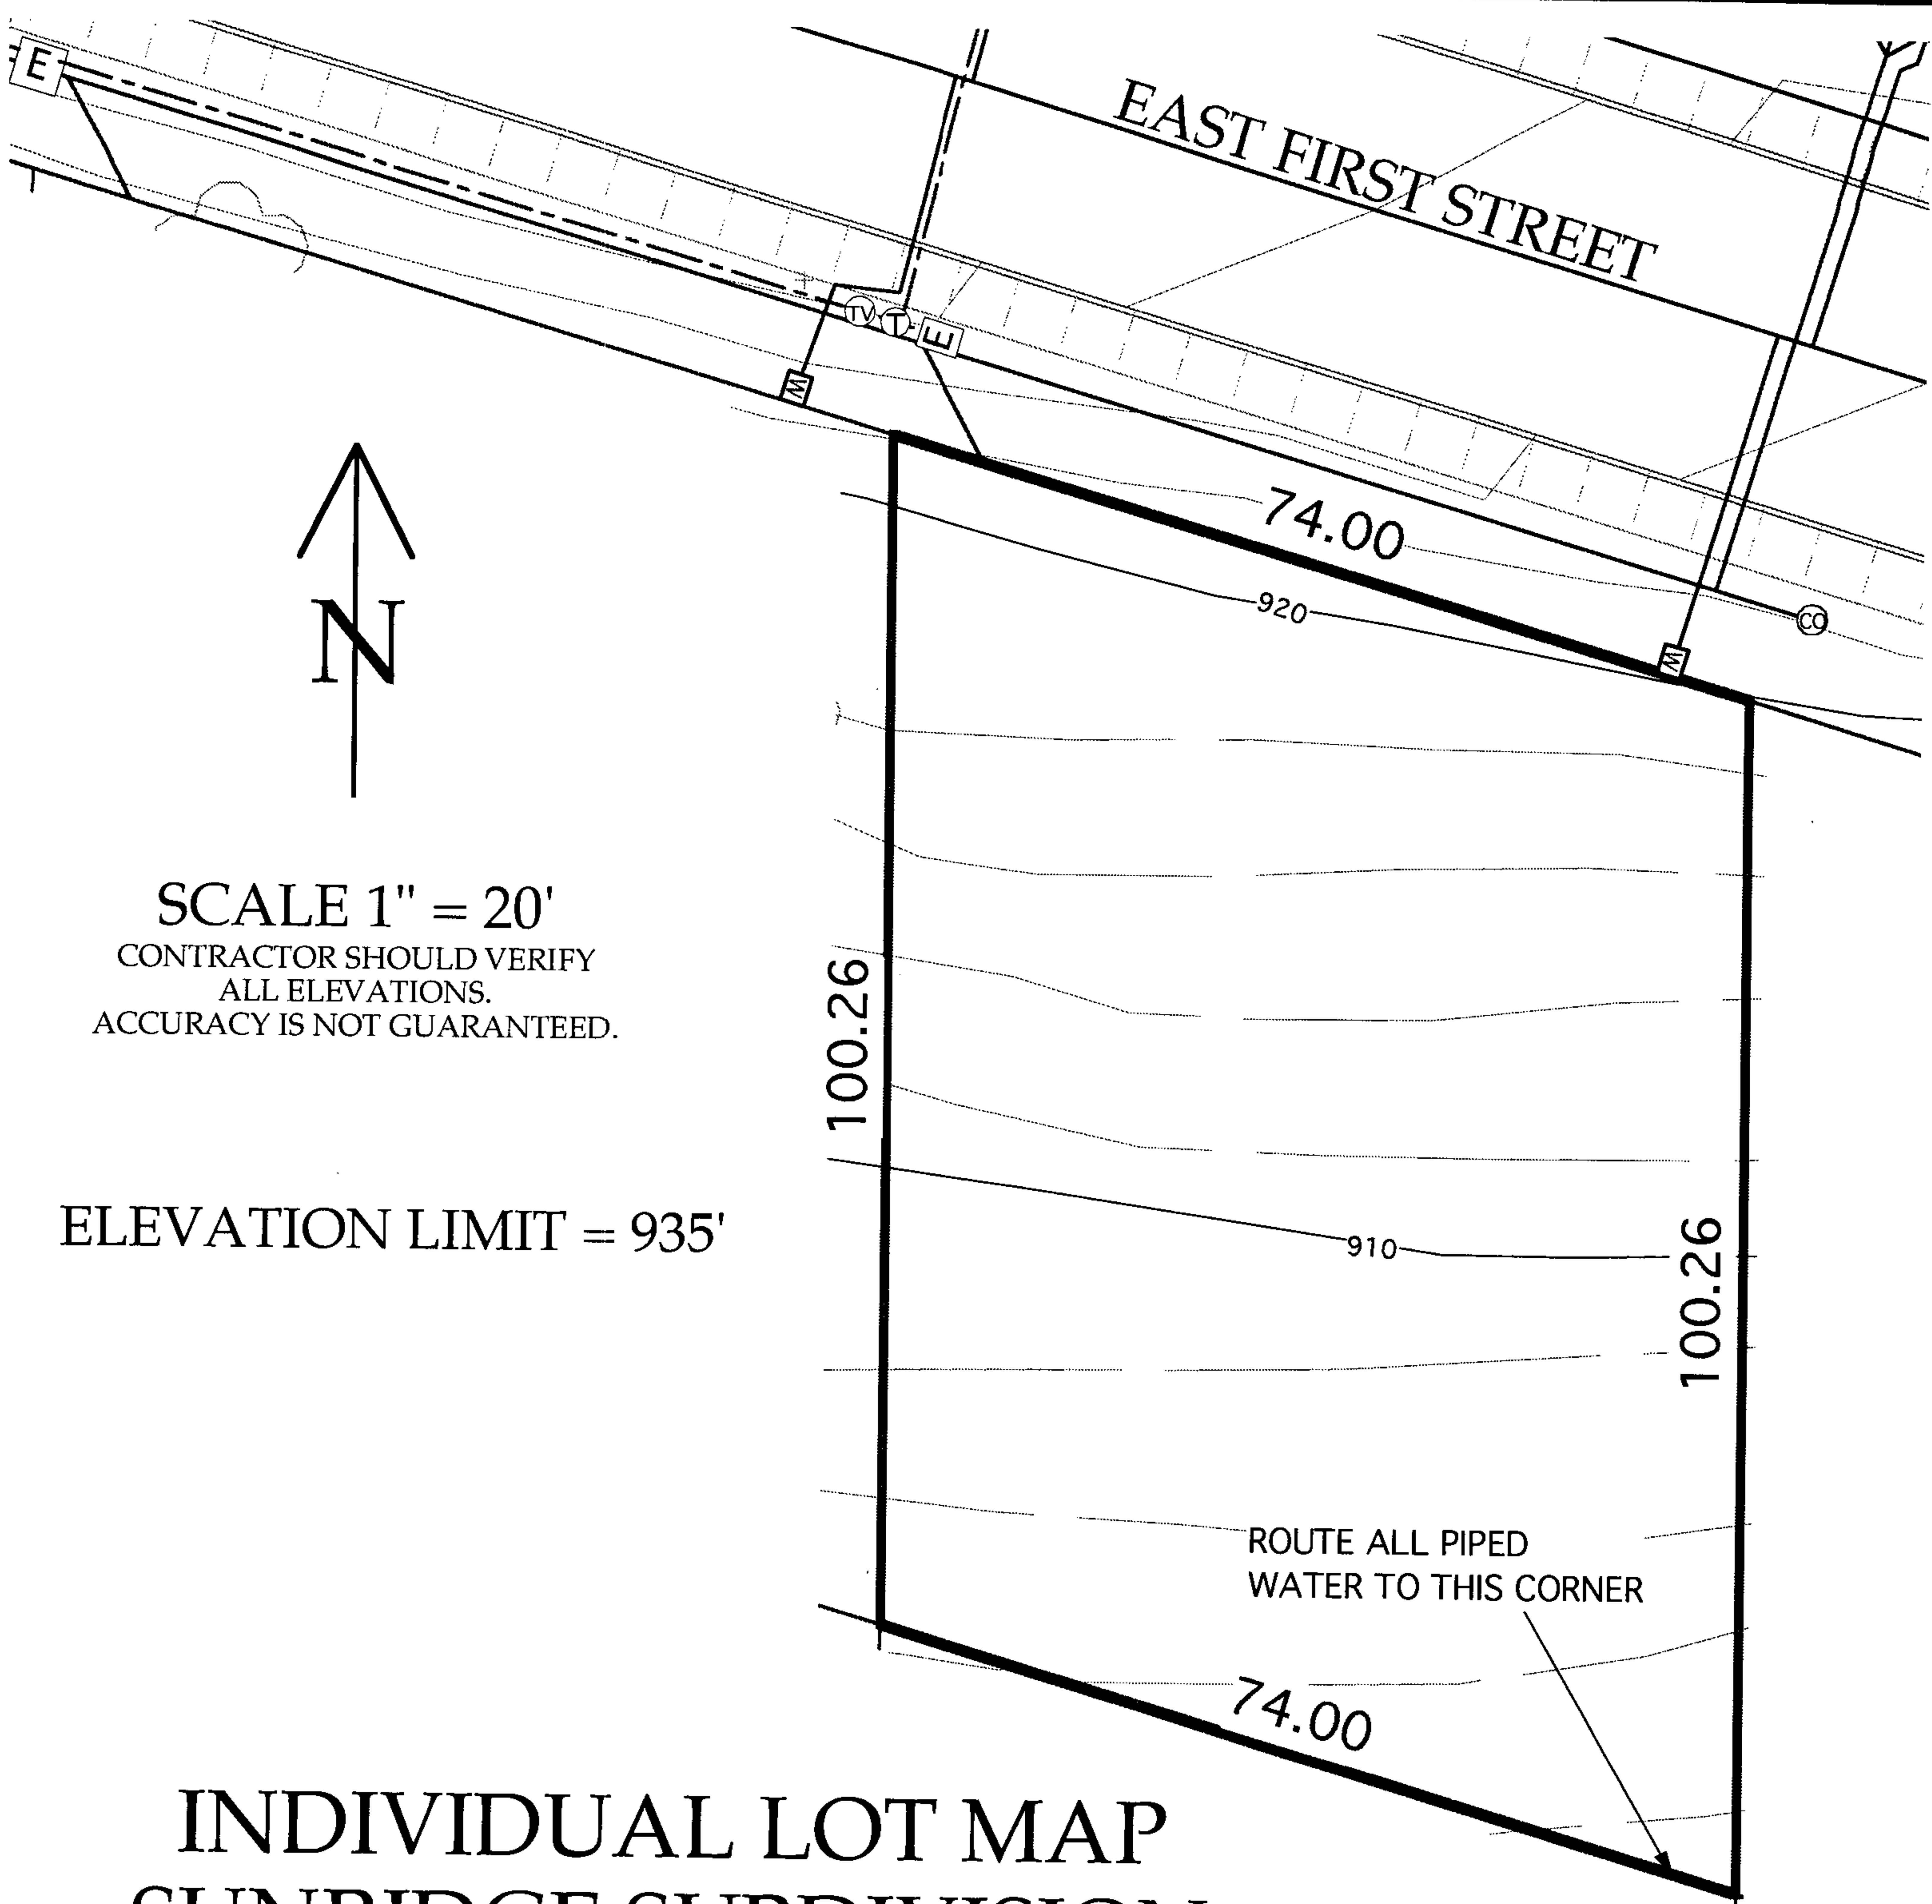 E
EAST FIRST STREET
TV
T
E
W
74.00
920
CO
W
N
SCALE 1" = 20'
CONTRACTOR SHOULD VERIFY
ALL ELEVATIONS.
ACCURACY IS NOT GUARANTEED.
100.26
ELEVATION LIMIT = 935'
910
100.26
ROUTE ALL PIPED
WATER TO THIS CORNER
74.00
INDIVIDUAL LOT MAP
SUNRIDGE SUBDIVISION